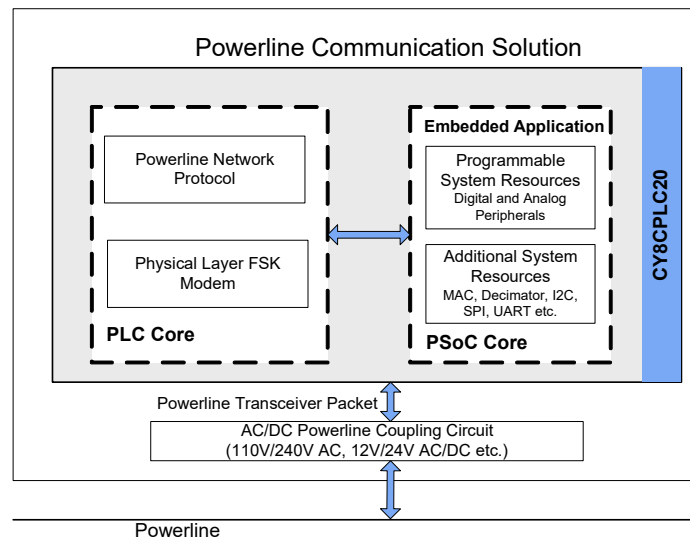 Powerline Communication Solution
Powerline Network
Protocol
Physical Layer FSK
Modem
PLC Core
Embedded Application
Programmable
System Resources
Digital and Analog
Peripherals
Additional System
Resources
MAC, Decimator, I2C,
SPI, UART etc.
PSoC Core
CY8CPLC20
Powerline Transceiver Packet
AC/DC Powerline Coupling Circuit
(110V/240V AC, 12V/24V AC/DC etc.)
Powerline